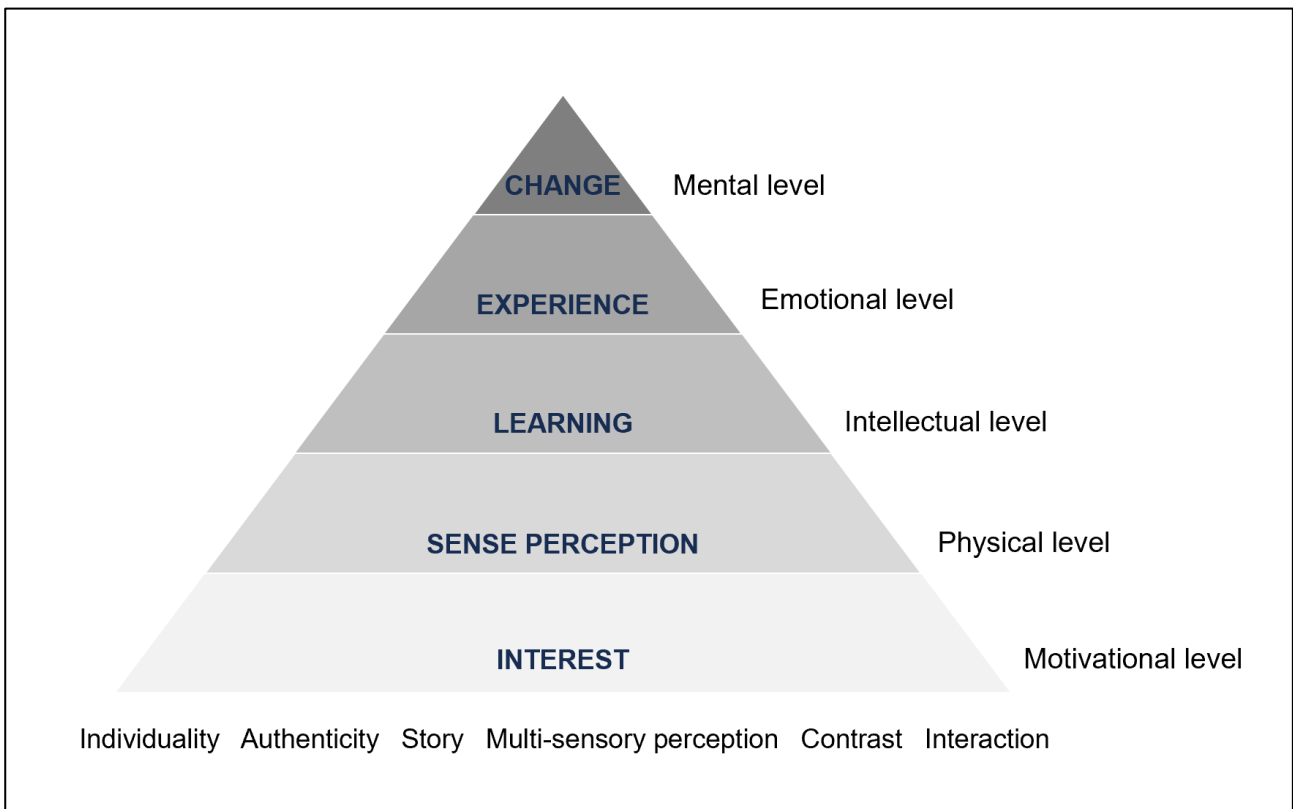 CHANGE Mental level
EXPERIENCE Emotional level
LEARNING Intellectual level
SENSE PERCEPTION Physical level
INTEREST Motivational level
Individuality Authenticity Story Multi-sensory perception Contrast Interaction